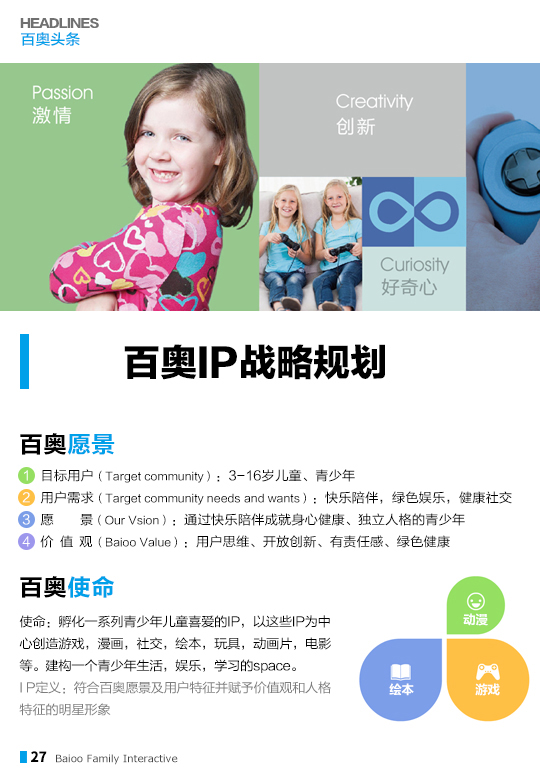 HEADLINES
百奥头条
Passion
激情
Creativity
创新
Curiosity
好奇心
百奥IP战略规划
百奥愿景
1 目标用户（Target community）：3-16岁儿童、青少年
2 用户需求（Target community needs and wants）：快乐陪伴，绿色娱乐，健康社交
3 愿 景（Our Vsion）：通过快乐陪伴成就身心健康、独立人格的青少年
4 价 值 观（Baioo Value）：用户思维、开放创新、有责任感、绿色健康
百奥使命
使命：孵化一系列青少年儿童喜爱的IP，以这些IP为中
心创造游戏，漫画，社交，绘本，玩具，动画片，电影
等。建构一个青少年生活，娱乐，学习的space。
I P定义：符合百奥愿景及用户特征并赋予价值观和人格
特征的明星形象
动漫
绘本
游戏
27 Baioo Family Interactive